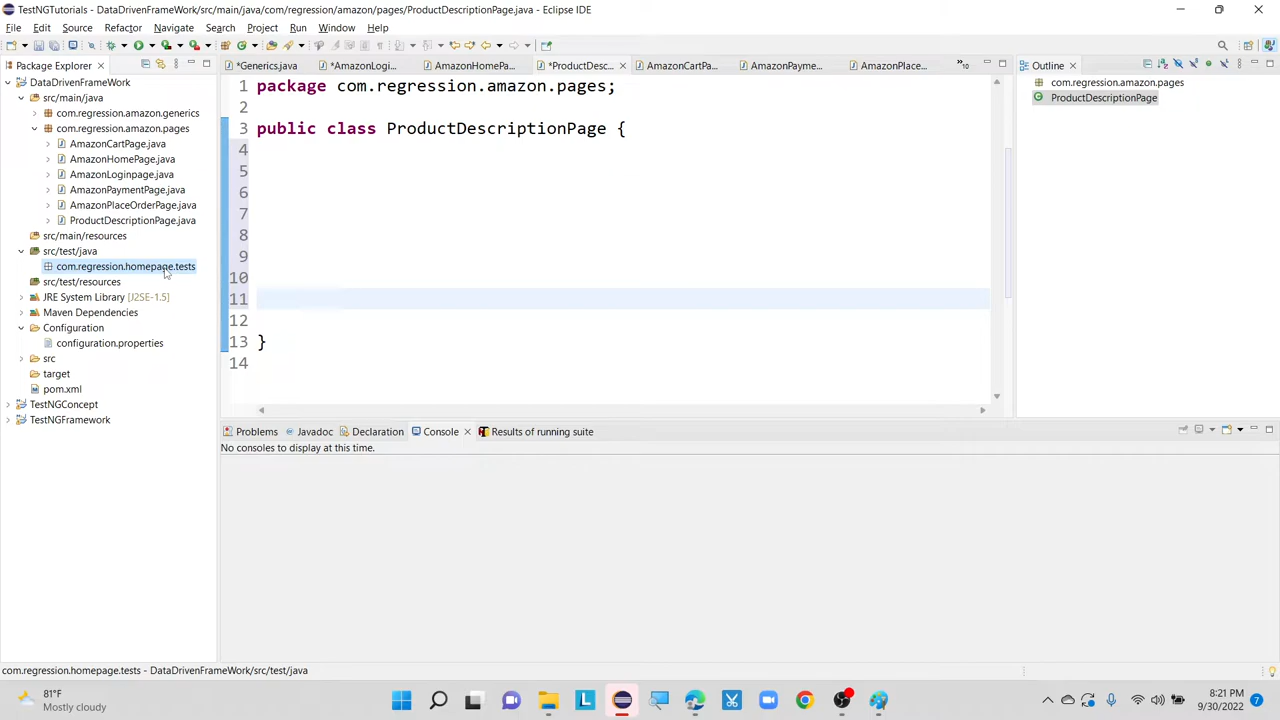 TestNGTutorials - DataDrivenFrameWork/src/main/java/com/regression/amazon/pages/ProductDescriptionPage.java - Eclipse IDE
File Edit Source Refactor Navigate Search Project Run Window Help
Package Explorer
*Generics.java *AmazonLogi... AmazonHomePa... *ProductDesc... AmazonCartPa... AmazonPayme... AmazonPlace... »10
Outline
DataDrivenFrameWork
src/main/java
com.regression.amazon.generics
com.regression.amazon.pages
AmazonCartPage.java
AmazonHomePage.java
AmazonLoginpage.java
AmazonPaymentPage.java
AmazonPlaceOrderPage.java
ProductDescriptionPage.java
src/main/resources
src/test/java
com.regression.homepage.tests
src/test/resources
JRE System Library [J2SE-1.5]
Maven Dependencies
Configuration
configuration.properties
src
target
pom.xml
TestNGConcept
TestNGFramework
1 package com.regression.amazon.pages;
2
3 public class ProductDescriptionPage {
4
5
6
7
8
9
10
11
12
13 }
14
com.regression.amazon.pages
ProductDescriptionPage
Problems Javadoc Declaration Console Results of running suite
No consoles to display at this time.
com.regression.homepage.tests - DataDrivenFrameWork/src/test/java
81°F
Mostly cloudy
8:21 PM
9/30/2022